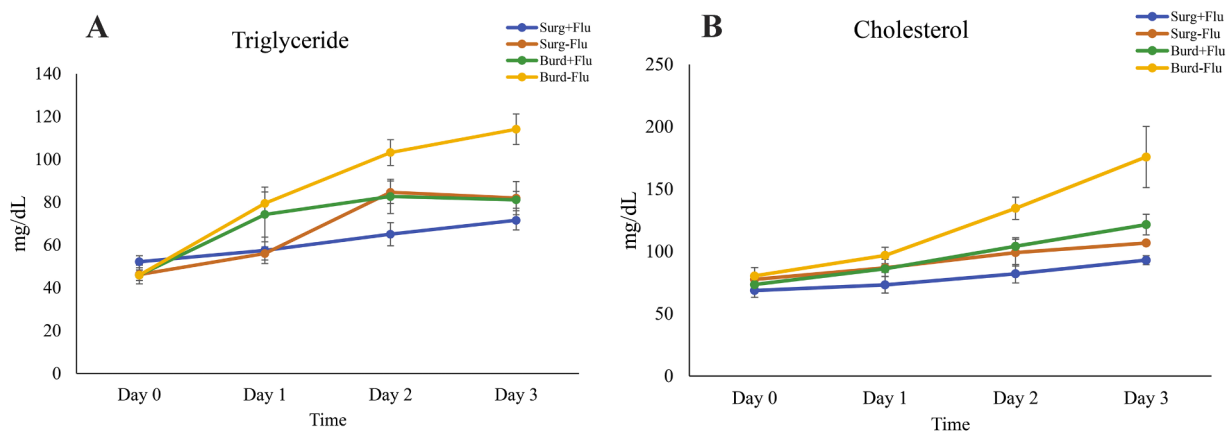 A
Triglyceride
Surg+Flu
Surg-Flu
Burd+Flu
Burd-Flu
140
120
100
80
60
40
20
0
mg/dL
Day 0
Day 1
Day 2
Day 3
Time
B
Cholesterol
Surg+Flu
Surg-Flu
Burd+Flu
Burd-Flu
250
200
150
100
50
0
mg/dL
Day 0
Day 1
Day 2
Day 3
Time